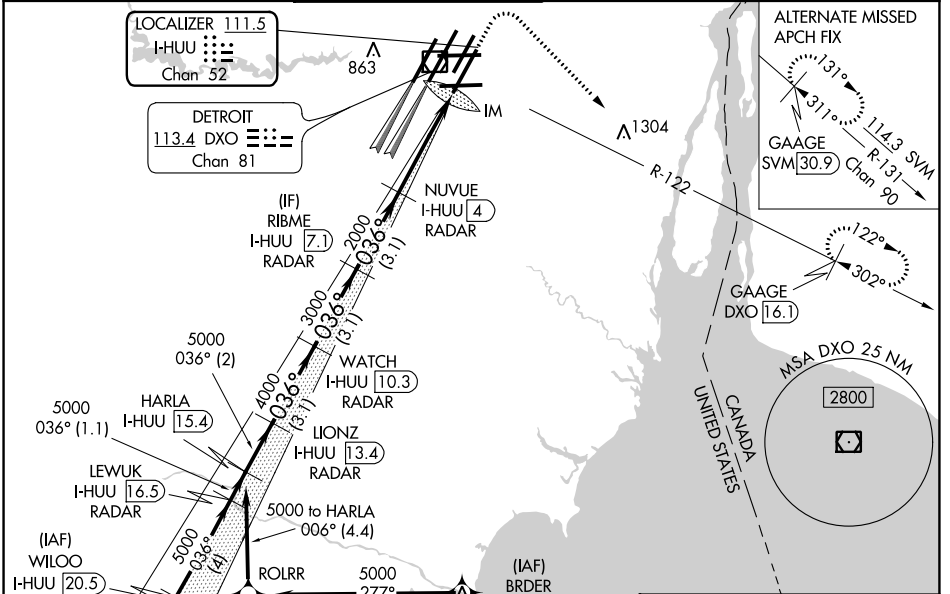 LOCALIZER 111.5
I-HUU
Chan 52
863
DETROIT
113.4 DXO
Chan 81
IM
1304
R-122
ALTERNATE MISSED
APCH FIX
131°
311°
114.3 SVM
R-131
Chan 90
GAAGE
SVM 30.9
NUVUE
I-HUU 4
RADAR
(IF)
RIBME
I-HUU 7.1
RADAR
2000
036°
(3.1)
122°
302°
GAAGE
DXO 16.1
3000
036°
(3.1)
WATCH
I-HUU 10.3
RADAR
5000
036° (2)
4000
036°
(3.1)
MSA DXO 25 NM
2800
CANADA
UNITED STATES
HARLA
I-HUU 15.4
5000
036° (1.1)
LIONZ
I-HUU 13.4
RADAR
LEWUK
I-HUU 16.5
RADAR
5000 to HARLA
006° (4.4)
5000
036°
(4)
(IAF)
WILOO
I-HUU 20.5
ROLRR
5000
277°
(IAF)
BRDER